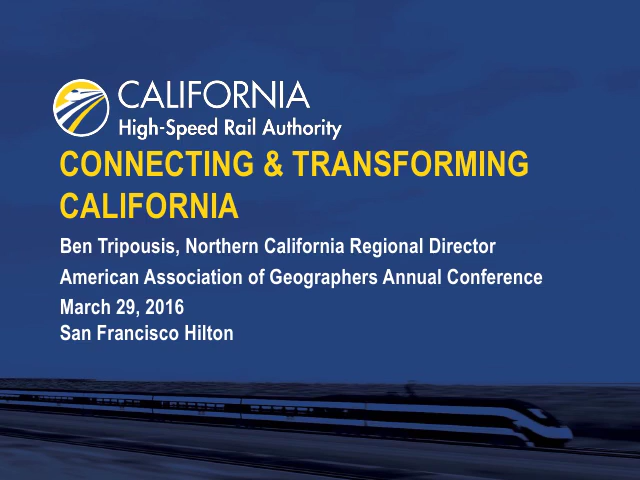 CALIFORNIA
High-Speed Rail Authority
CONNECTING & TRANSFORMING
CALIFORNIA
Ben Tripousis, Northern California Regional Director
American Association of Geographers Annual Conference
March 29, 2016
San Francisco Hilton